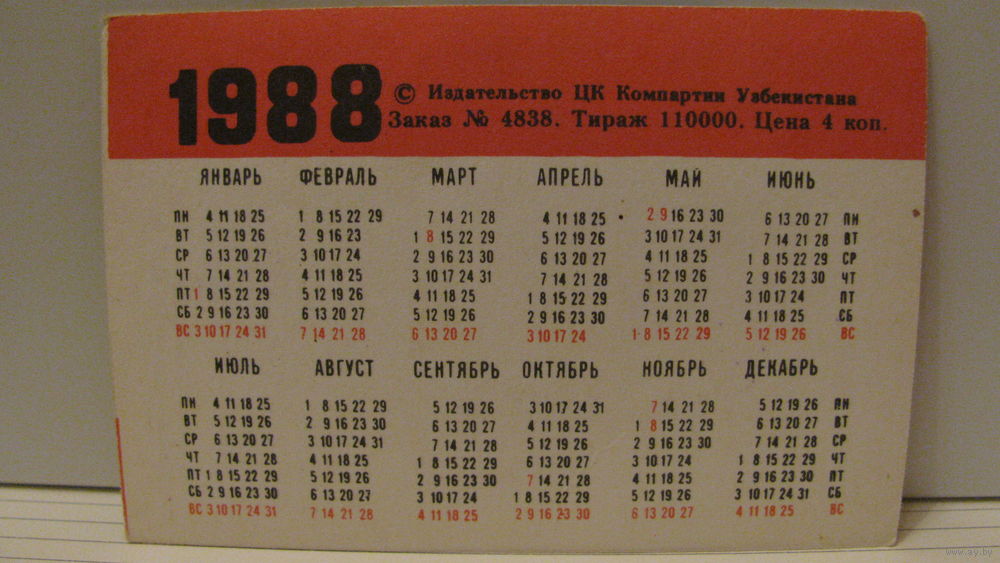 1988
© Издательство ЦК Компартии Узбекистана
Заказ № 4838. Тираж 110000. Цена 4 коп.
ЯНВАРЬ ФЕВРАЛЬ МАРТ АПРЕЛЬ МАЙ ИЮНЬ
ПН 4 11 18 25 1 8 15 22 29 7 14 21 28 4 11 18 25 2 9 16 23 30 6 13 20 27 ПН
ВТ 5 12 19 26 2 9 16 23 1 8 15 22 29 5 12 19 26 3 10 17 24 31 7 14 21 28 ВТ
СР 6 13 20 27 3 10 17 24 2 9 16 23 30 6 13 20 27 4 11 18 25 1 8 15 22 29 СР
ЧТ 7 14 21 28 4 11 18 25 3 10 17 24 31 7 14 21 28 5 12 19 26 2 9 16 23 30 ЧТ
ПТ 1 8 15 22 29 5 12 19 26 4 11 18 25 1 8 15 22 29 6 13 20 27 3 10 17 24 ПТ
СБ 2 9 16 23 30 6 13 20 27 5 12 19 26 2 9 16 23 30 7 14 21 28 4 11 18 25 СБ
ВС 3 10 17 24 31 7 14 21 28 6 13 20 27 3 10 17 24 1 8 15 22 29 5 12 19 26 ВС
ИЮЛЬ АВГУСТ СЕНТЯБРЬ ОКТЯБРЬ НОЯБРЬ ДЕКАБРЬ
ПН 4 11 18 25 1 8 15 22 29 5 12 19 26 3 10 17 24 31 7 14 21 28 5 12 19 26 ПН
ВТ 5 12 19 26 2 9 16 23 30 6 13 20 27 4 11 18 25 1 8 15 22 29 6 13 20 27 ВТ
СР 6 13 20 27 3 10 17 24 31 7 14 21 28 5 12 19 26 2 9 16 23 30 7 14 21 28 СР
ЧТ 7 14 21 28 4 11 18 25 1 8 15 22 29 6 13 20 27 3 10 17 24 1 8 15 22 29 ЧТ
ПТ 1 8 15 22 29 5 12 19 26 2 9 16 23 30 7 14 21 28 4 11 18 25 2 9 16 23 30 ПТ
СБ 2 9 16 23 30 6 13 20 27 3 10 17 24 1 8 15 22 29 5 12 19 26 3 10 17 24 31 СБ
ВС 3 10 17 24 31 7 14 21 28 4 11 18 25 2 9 16 23 30 6 13 20 27 4 11 18 25 ВС
www.ay.by